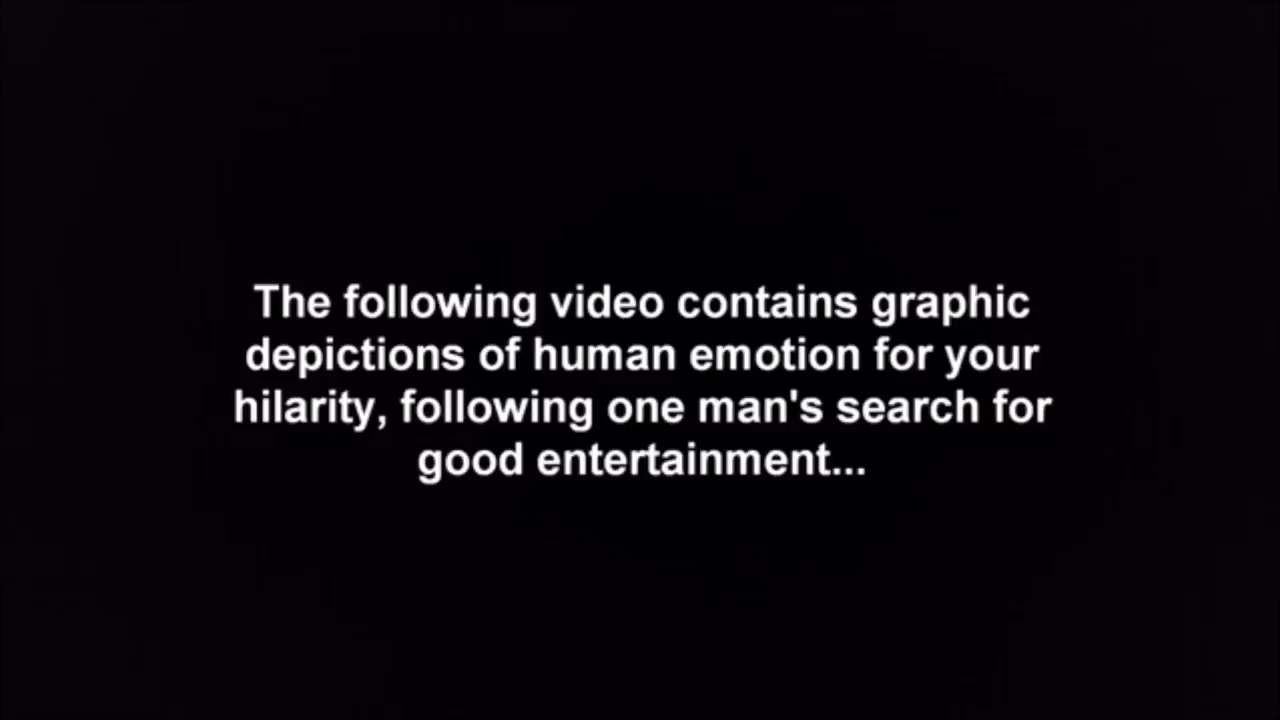 The following video contains graphic
depictions of human emotion for your
hilarity, following one man's search for
good entertainment...